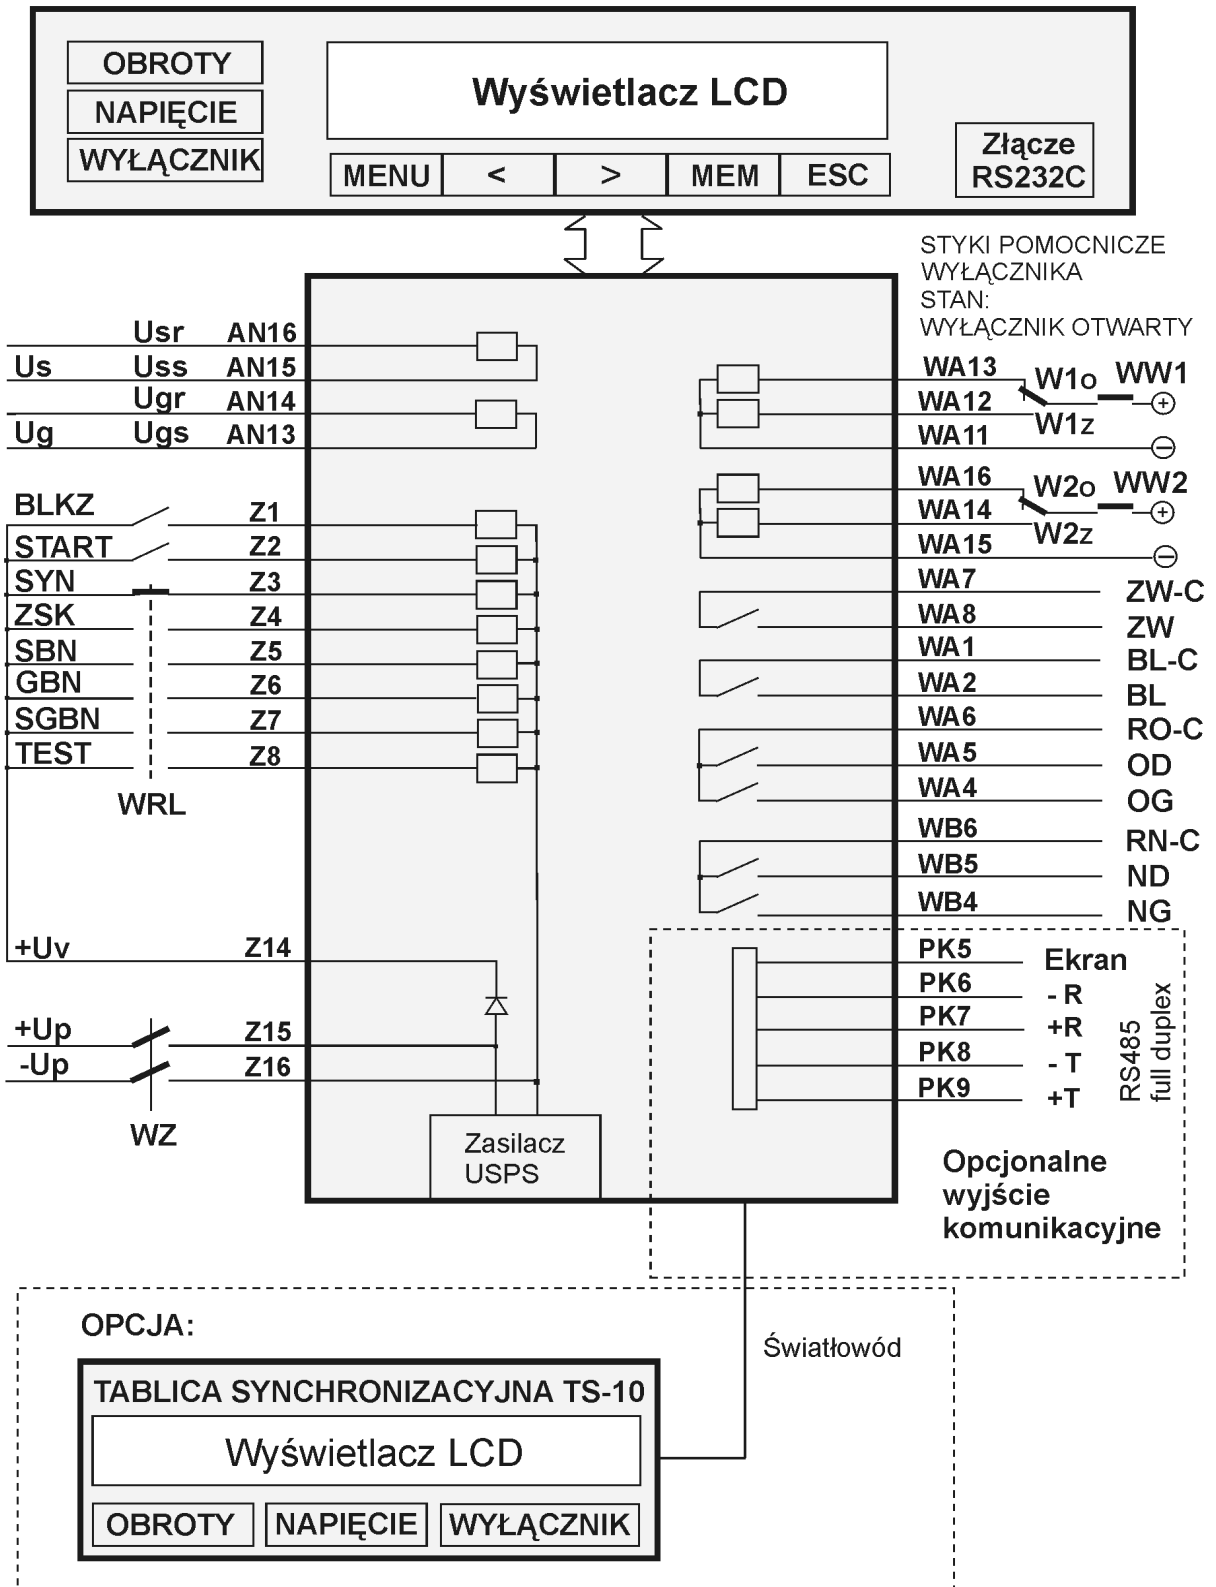 OBROTY
NAPIĘCIE
WYŁĄCZNIK
Wyświetlacz LCD
MENU < > MEM ESC
Złącze
RS232C
STYKI POMOCNICZE
WYŁĄCZNIKA
STAN:
WYŁĄCZNIK OTWARTY
Usr AN16
Us Uss AN15
Ugr AN14
Ug Ugs AN13
BLKZ Z1
START Z2
SYN Z3
ZSK Z4
SBN Z5
GBN Z6
SGBN Z7
TEST Z8
WRL
+Uv Z14
+Up Z15
-Up Z16
WZ
Zasilacz
USPS
WA13 W1o WW1
WA12 W1z +
WA11 −
WA16 W2o WW2
WA14 W2z +
WA15 −
WA7 ZW-C
WA8 ZW
WA1 BL-C
WA2 BL
WA6 RO-C
WA5 OD
WA4 OG
WB6 RN-C
WB5 ND
WB4 NG
PK5 Ekran
PK6 - R
PK7 +R
PK8 - T
PK9 +T
RS485
full duplex
Opcjonalne
wyjście
komunikacyjne
OPCJA:
Światłowód
TABLICA SYNCHRONIZACYJNA TS-10
Wyświetlacz LCD
OBROTY NAPIĘCIE WYŁĄCZNIK